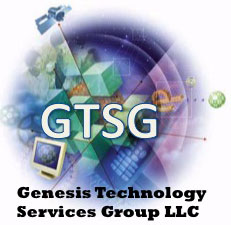 GTSG
Genesis Technology
Services Group LLC